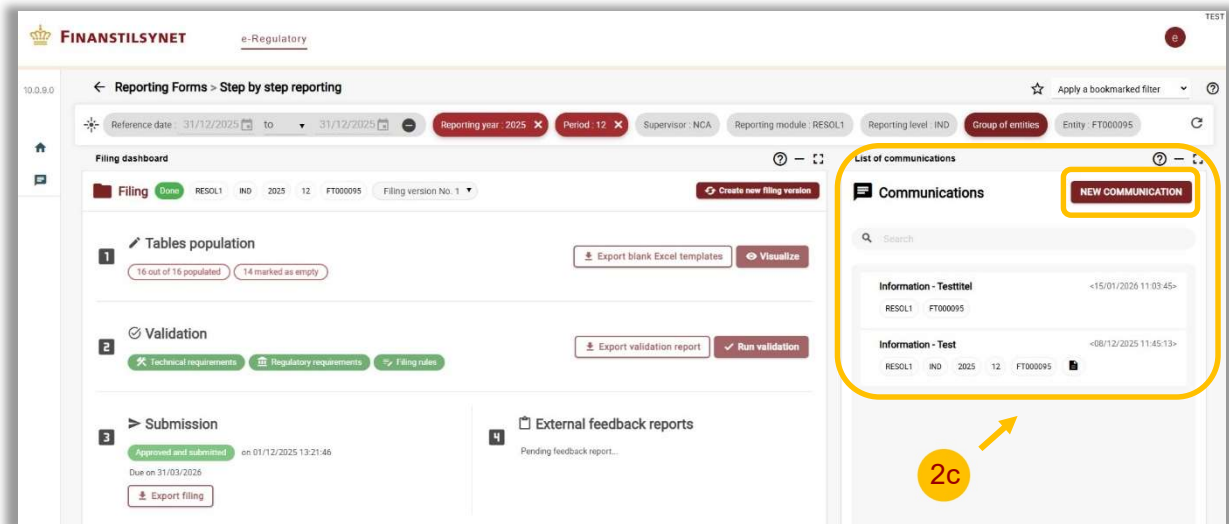 TEST
FINANSTILSYNET
e-Regulatory
e
10.0.9.0
Reporting Forms > Step by step reporting
Apply a bookmarked filter
Reference date : 31/12/2025 to 31/12/2025
Reporting year : 2025 X
Period : 12 X
Supervisor : NCA
Reporting module : RESOL1
Reporting level : IND
Group of entities
Entity : FT000095
Filing dashboard
Filing Done RESOL1 IND 2025 12 FT000095 Filing version No. 1
Create new filing version
1
Tables population
16 out of 16 populated
14 marked as empty
Export blank Excel templates
Visualize
2
Validation
Technical requirements
Regulatory requirements
Filing rules
Export validation report
Run validation
3
Submission
Approved and submitted on 01/12/2025 13:21:46
Due on 31/03/2026
Export filing
4
External feedback reports
Pending feedback report...
List of communications
Communications
NEW COMMUNICATION
Search
Information - Testtitel <15/01/2026 11:03:45>
RESOL1 FT000095
Information - Test <08/12/2025 11:45:13>
RESOL1 IND 2025 12 FT000095
2c